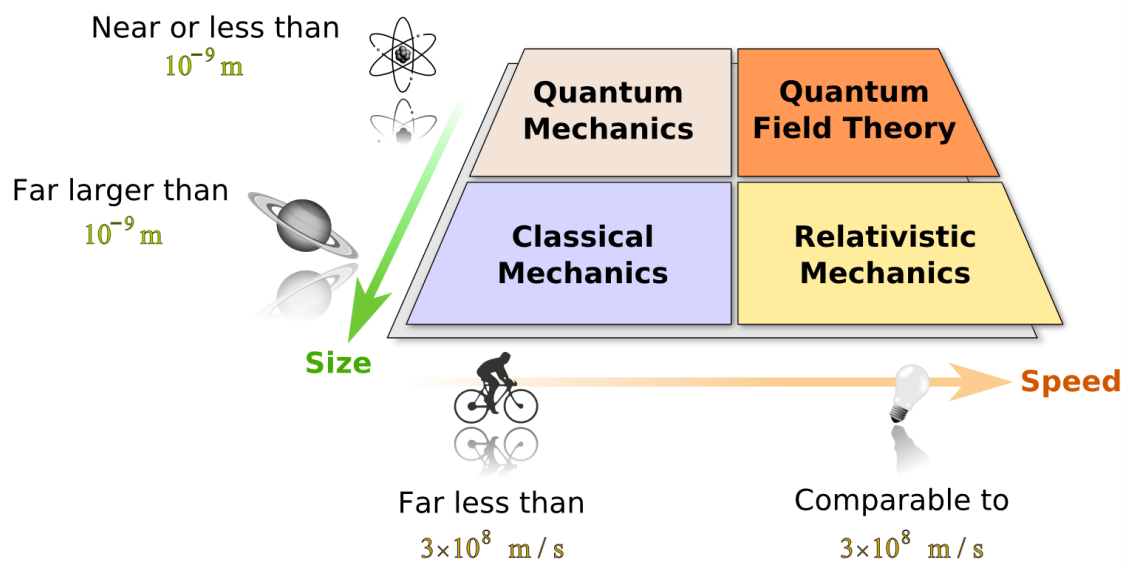 Near or less than
10⁻⁹ m
Quantum
Mechanics
Quantum
Field Theory
Far larger than
10⁻⁹ m
Classical
Mechanics
Relativistic
Mechanics
Size
Speed
Far less than
3×10⁸ m/s
Comparable to
3×10⁸ m/s